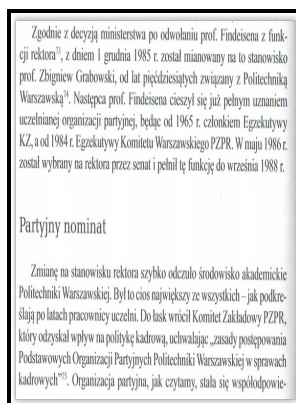 Zgodnie z decyzją ministerstwa po odwołaniu prof. Findeisena z funk-
cji rektora⁷³, z dniem 1 grudnia 1985 r. został mianowany na to stanowisko
prof. Zbigniew Grabowski, od lat pięćdziesiątych związany z Politechniką
Warszawską⁷⁴. Następca prof. Findeisena cieszył się już pełnym uznaniem
uczelnianej organizacji partyjnej, będąc od 1965 r. członkiem Egzekutywy
KZ, a od 1984 r. Egzekutywy Komitetu Warszawskiego PZPR. W maju 1986 r.
został wybrany na rektora przez senat i pełnił tę funkcję do września 1988 r.
Partyjny nominat
Zmianę na stanowisku rektora szybko odczuło środowisko akademickie
Politechniki Warszawskiej. Był to cios największy ze wszystkich – jak podkre-
ślają po latach pracownicy uczelni. Do łask wrócił Komitet Zakładowy PZPR,
który odzyskał wpływ na politykę kadrową, uchwalając „zasady postępowania
Podstawowych Organizacji Partyjnych Politechniki Warszawskiej w sprawach
kadrowych”⁷⁵. Organizacja partyjna, jak czytamy, stała się współodpowie-